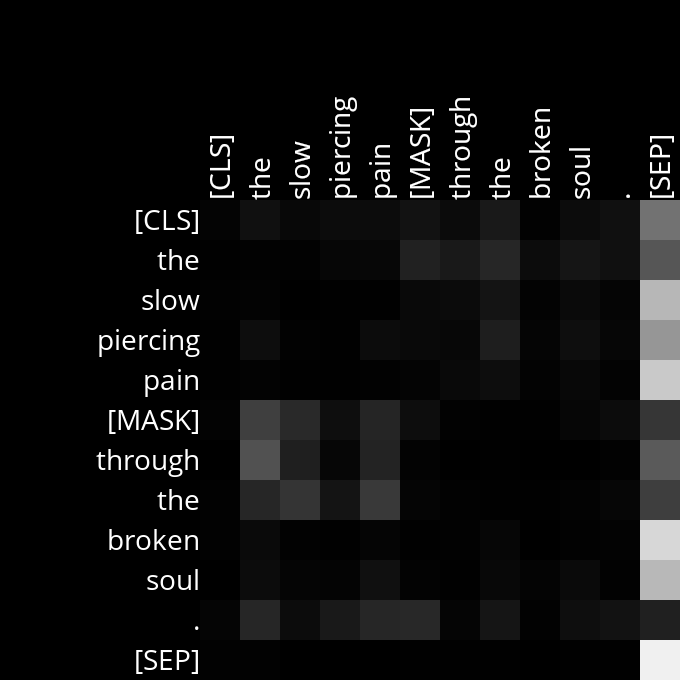 [CLS] the slow piercing pain [MASK] through the broken soul . [SEP]
[CLS]
the
slow
piercing
pain
[MASK]
through
the
broken
soul
.
[SEP]